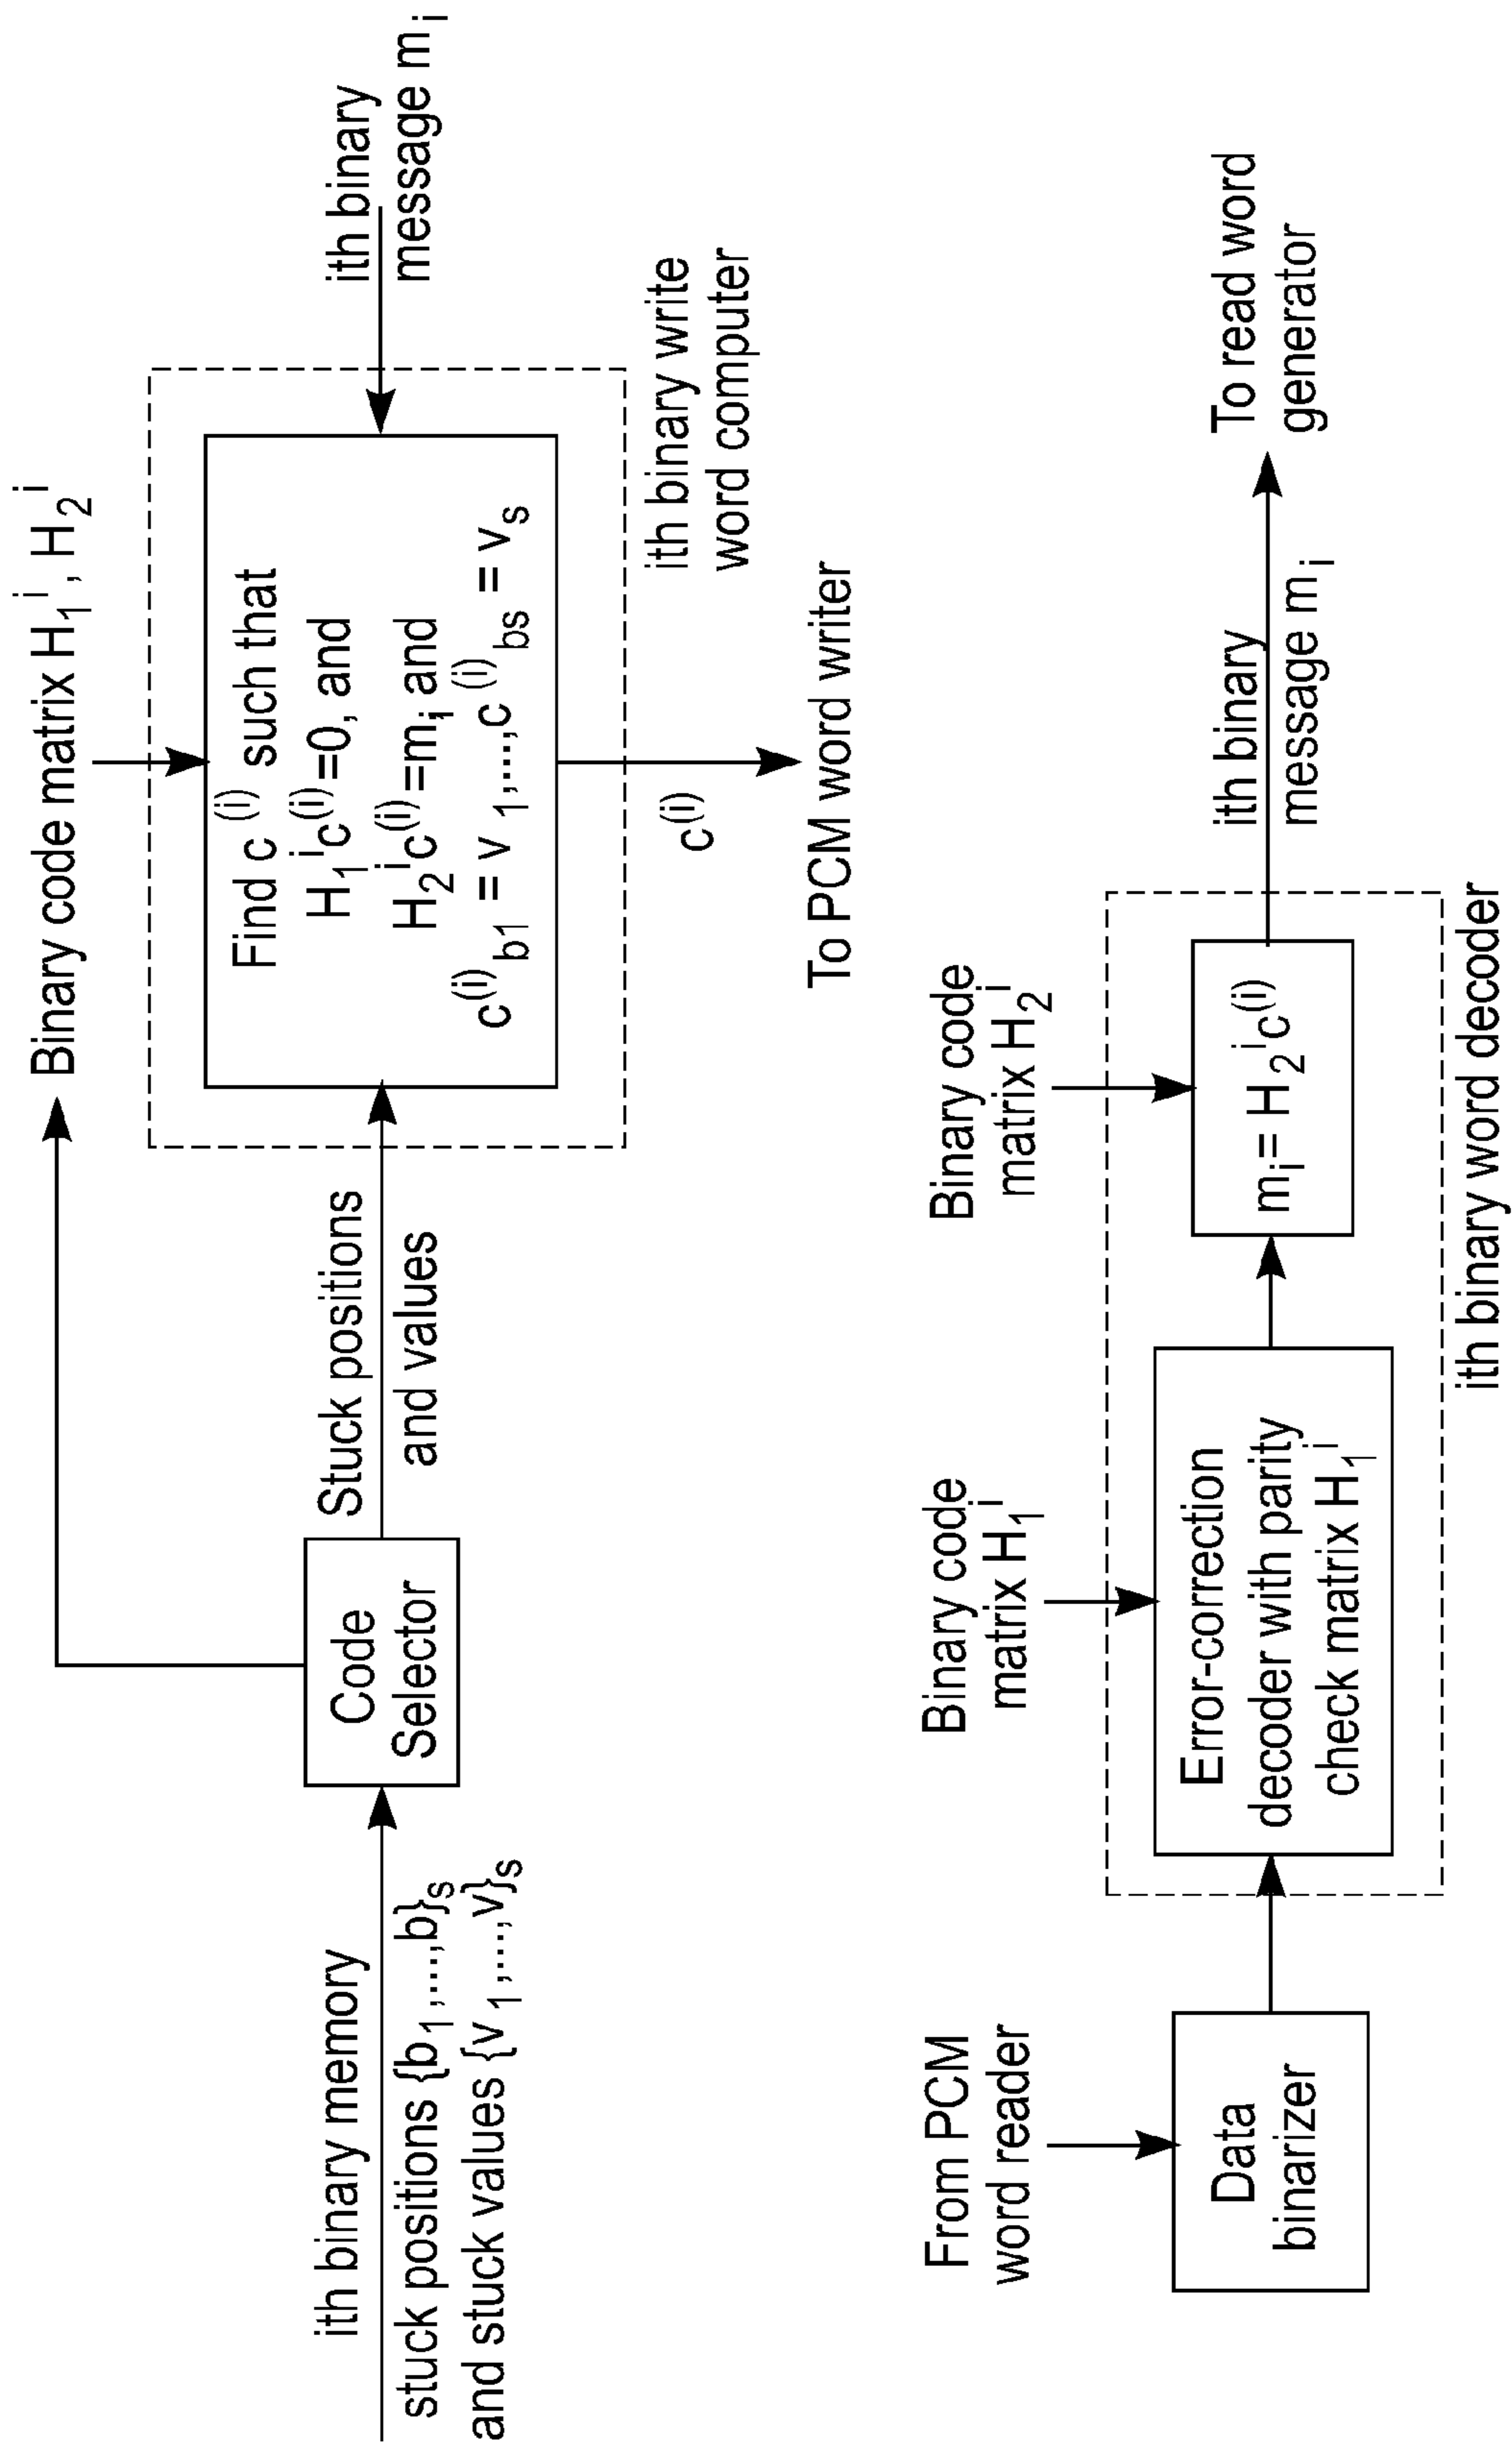 Binary code matrix H₁ⁱ, H₂ⁱ
Code
Selector
ith binary memory
stuck positions {b₁,...,b}ₛ
and stuck values {v₁,...,v}ₛ
Stuck positions
and values
Find c⁽ⁱ⁾ such that
H₁ⁱc⁽ⁱ⁾=0, and
H₂ⁱc⁽ⁱ⁾=mᵢ and
c⁽ⁱ⁾_b1 = v₁,...,c⁽ⁱ⁾_bs = vₛ
ith binary
message mᵢ
ith binary write
word computer
c⁽ⁱ⁾
To PCM word writer
From PCM
word reader
Data
binarizer
Binary code
matrix H₁ⁱ
Error-correction
decoder with parity
check matrix H₁ⁱ
Binary code
matrix H₂ⁱ
mᵢ= H₂ⁱc⁽ⁱ⁾
ith binary
message mᵢ
To read word
generator
ith binary word decoder